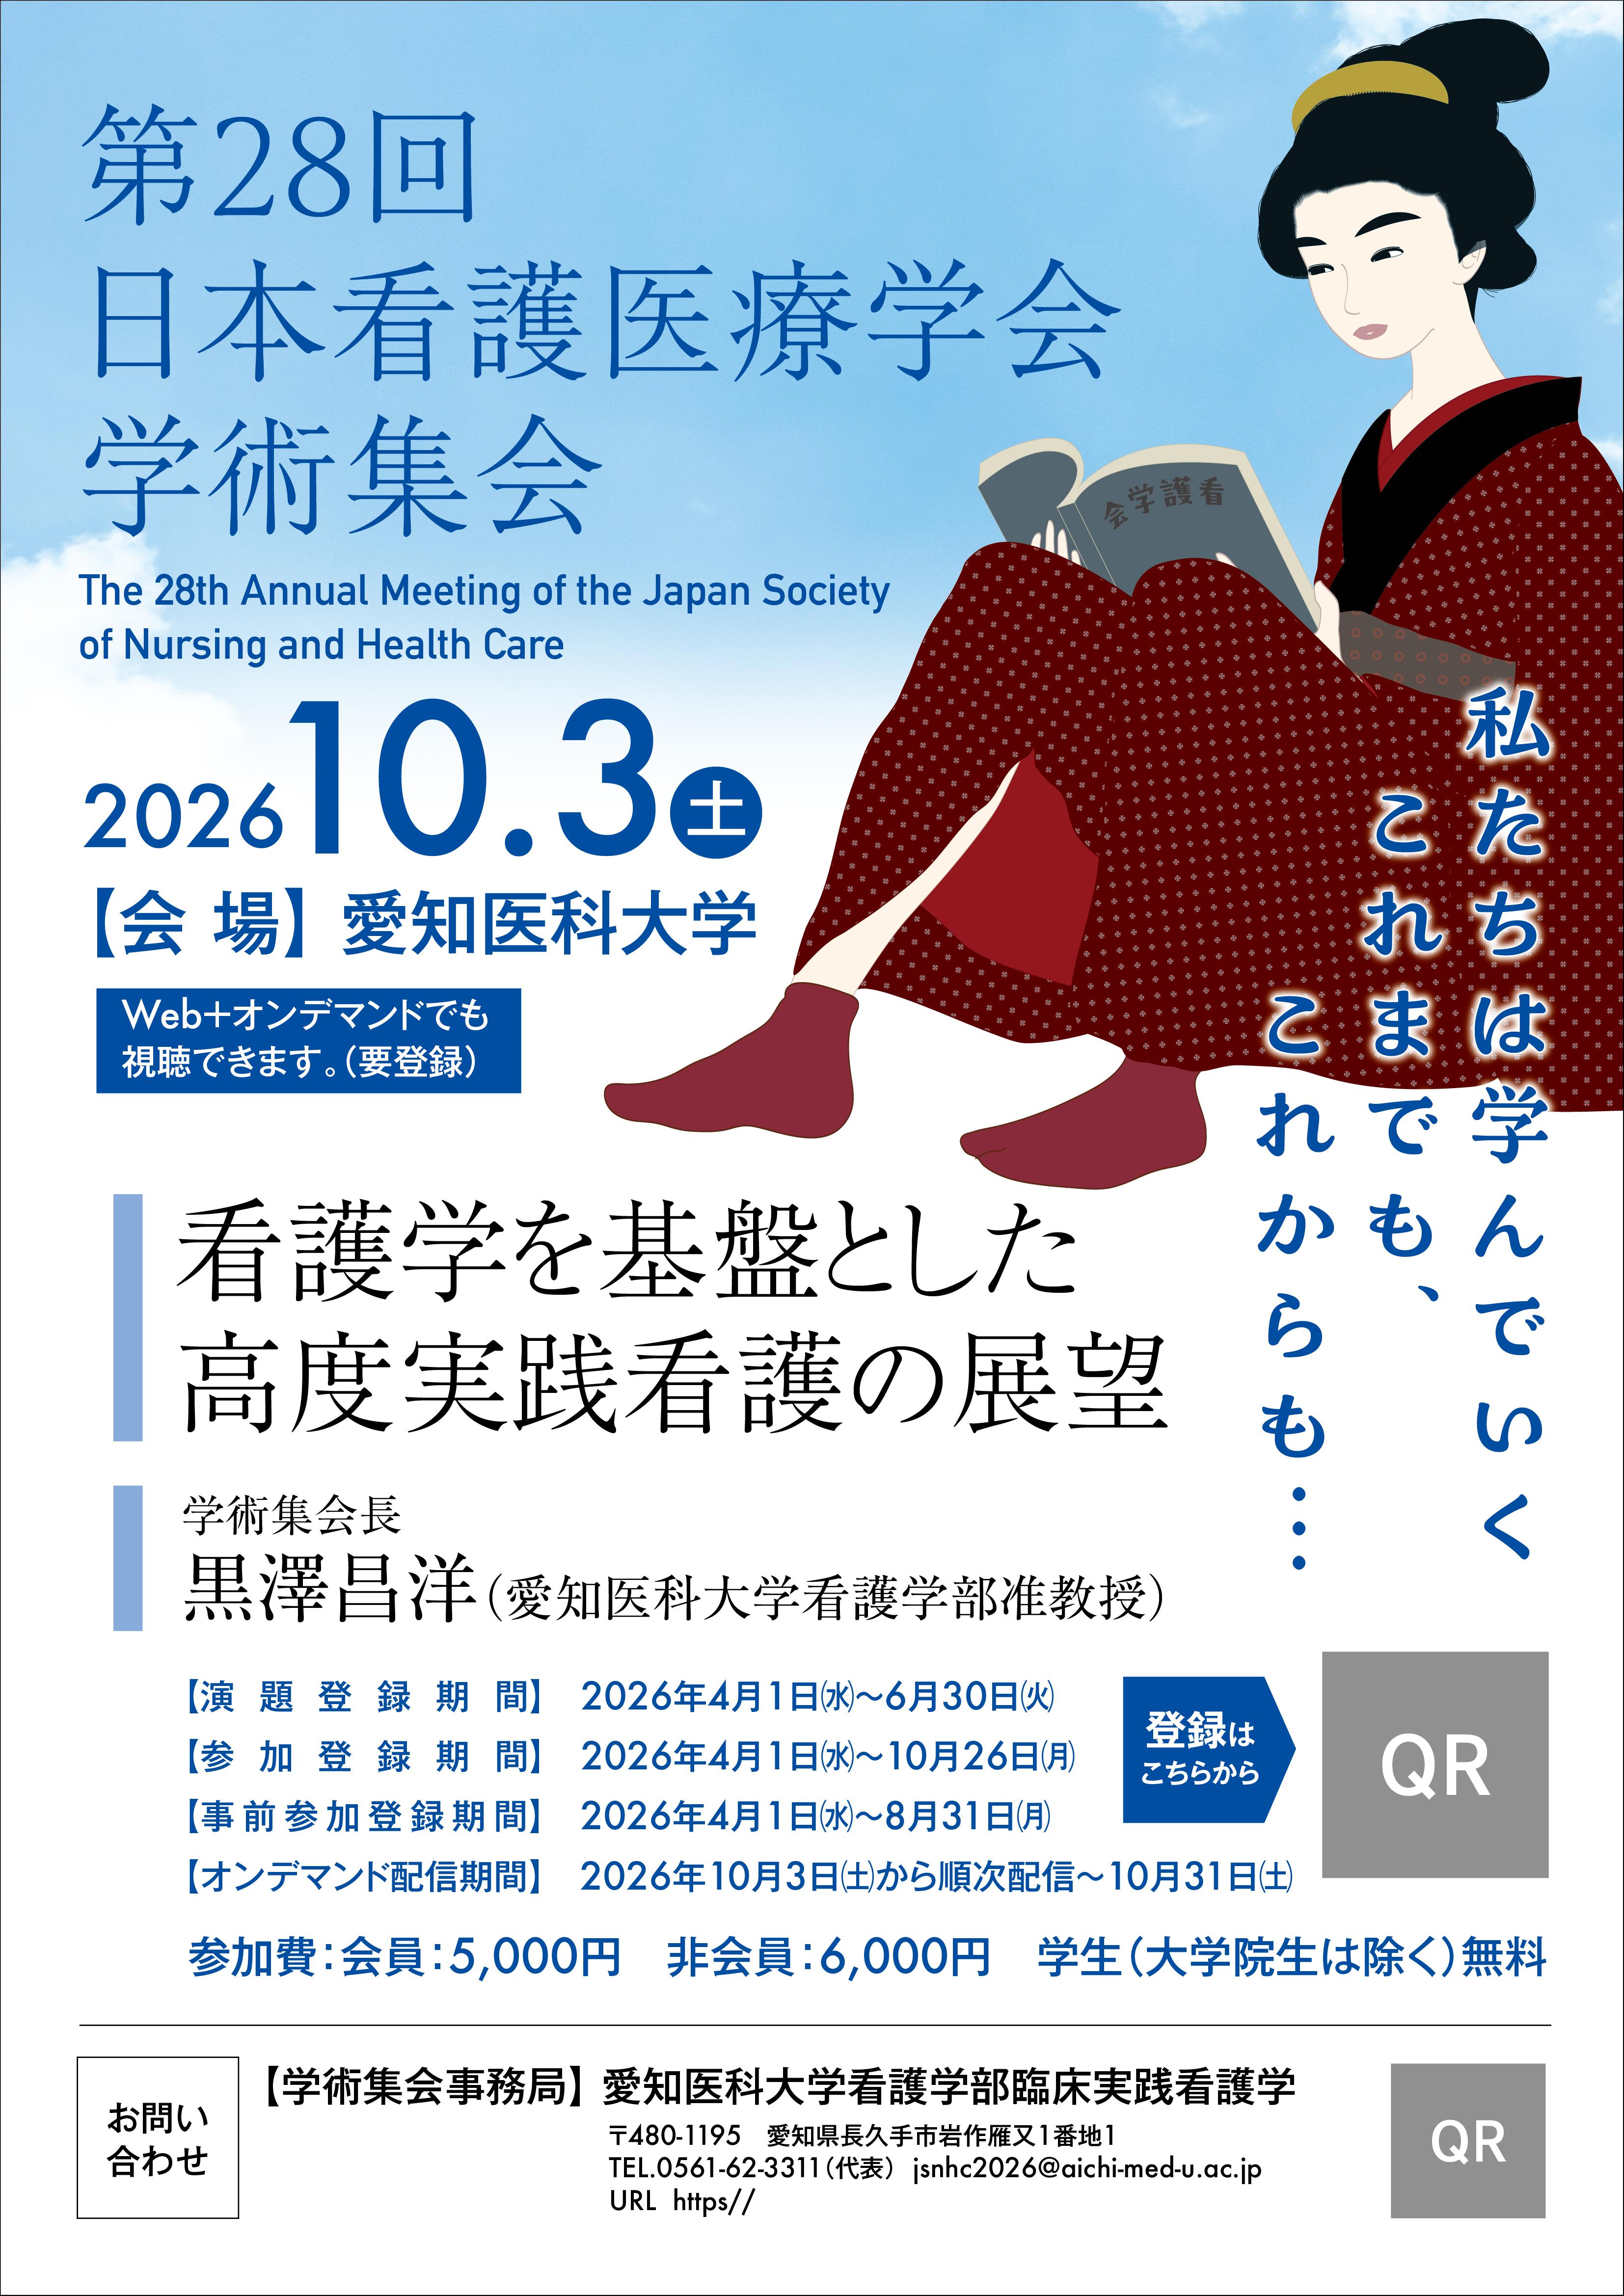 第28回
日本看護医療学会
学術集会
The 28th Annual Meeting of the Japan Society
of Nursing and Health Care
看護学会
2026 10.3 土
【会 場】愛知医科大学
Web+オンデマンドでも
視聴できます。（要登録）
私たちは学んでいく
これまでも、
これからも…
看護学を基盤とした
高度実践看護の展望
学術集会長
黒澤昌洋（愛知医科大学看護学部准教授）
【演題登録期間】 2026年4月1日㈬～6月30日㈫
【参加登録期間】 2026年4月1日㈬～10月26日㈪
【事前参加登録期間】 2026年4月1日㈬～8月31日㈪
【オンデマンド配信期間】 2026年10月3日㈯から順次配信～10月31日㈯
登録は
こちらから
QR
参加費：会員：5,000円　非会員：6,000円　学生（大学院生は除く）無料
お問い
合わせ
【学術集会事務局】愛知医科大学看護学部臨床実践看護学
〒480-1195　愛知県長久手市岩作雁又1番地1
TEL.0561-62-3311（代表） jsnhc2026@aichi-med-u.ac.jp
URL https//
QR